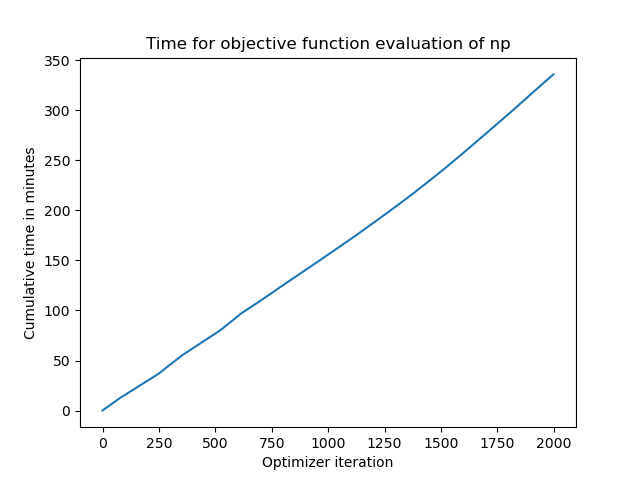 Time for objective function evaluation of np
350
300
250
200
150
100
50
0
Cumulative time in minutes
0 250 500 750 1000 1250 1500 1750 2000
Optimizer iteration